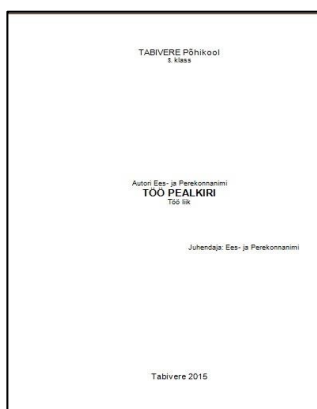 TABIVERE Põhikool
8. klass
Autori Ees- ja Perekonnanimi
TÖÖ PEALKIRI
Töö liik
Juhendaja: Ees- ja Perekonnanimi
Tabivere 2015